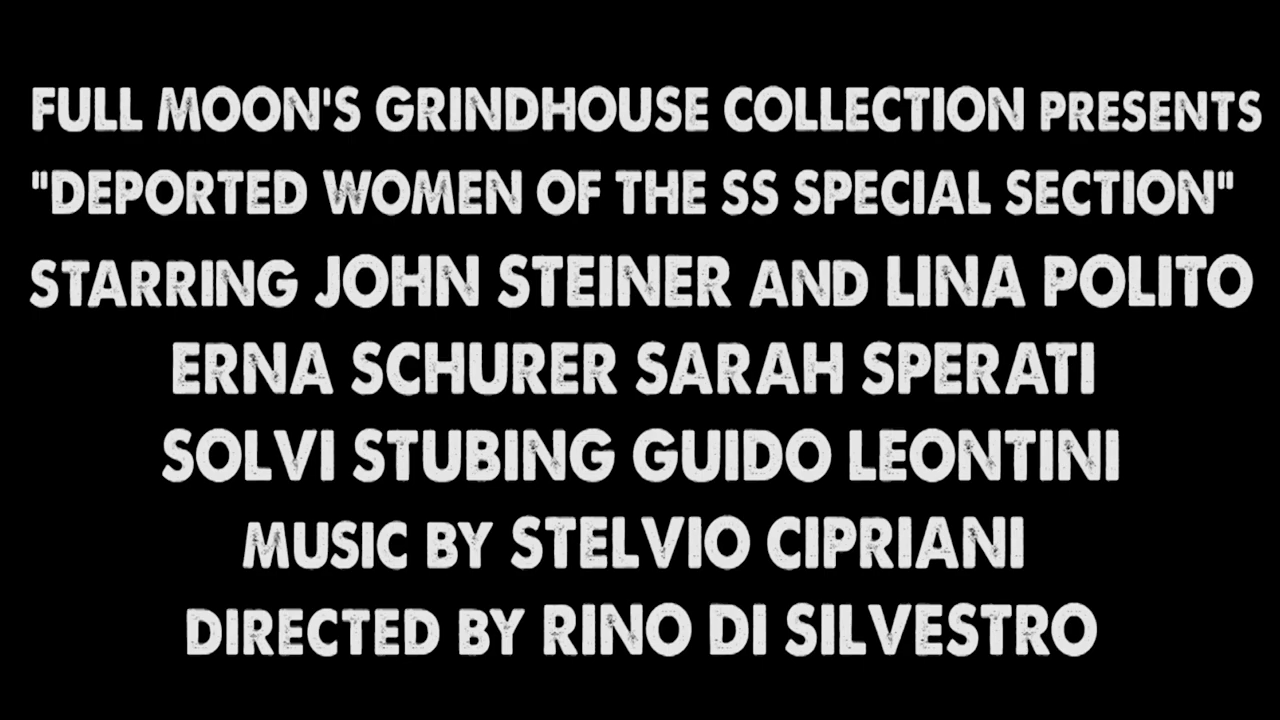 FULL MOON'S GRINDHOUSE COLLECTION PRESENTS
"DEPORTED WOMEN OF THE SS SPECIAL SECTION"
STARRING JOHN STEINER AND LINA POLITO
ERNA SCHURER SARAH SPERATI
SOLVI STUBING GUIDO LEONTINI
MUSIC BY STELVIO CIPRIANI
DIRECTED BY RINO DI SILVESTRO